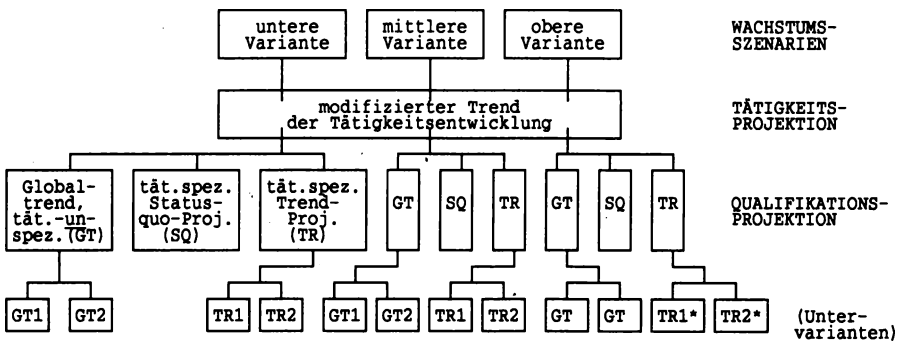 untere
Variante
mittlere
Variante
obere
Variante
WACHSTUMS-
SZENARIEN
modifizierter Trend
der Tätigkeitsentwicklung
TÄTIGKEITS-
PROJEKTION
Global-
trend,
tät.-un-
spez.(GT)
tät.spez.
Status-
quo-Proj.
(SQ)
tät.spez.
Trend-
Proj.
(TR)
GT
SQ
TR
GT
SQ
TR
QUALIFIKATIONS-
PROJEKTION
GT1
GT2
TR1
TR2
GT1
GT2
TR1
TR2
GT
GT
TR1*
TR2*
(Unter-
varianten)